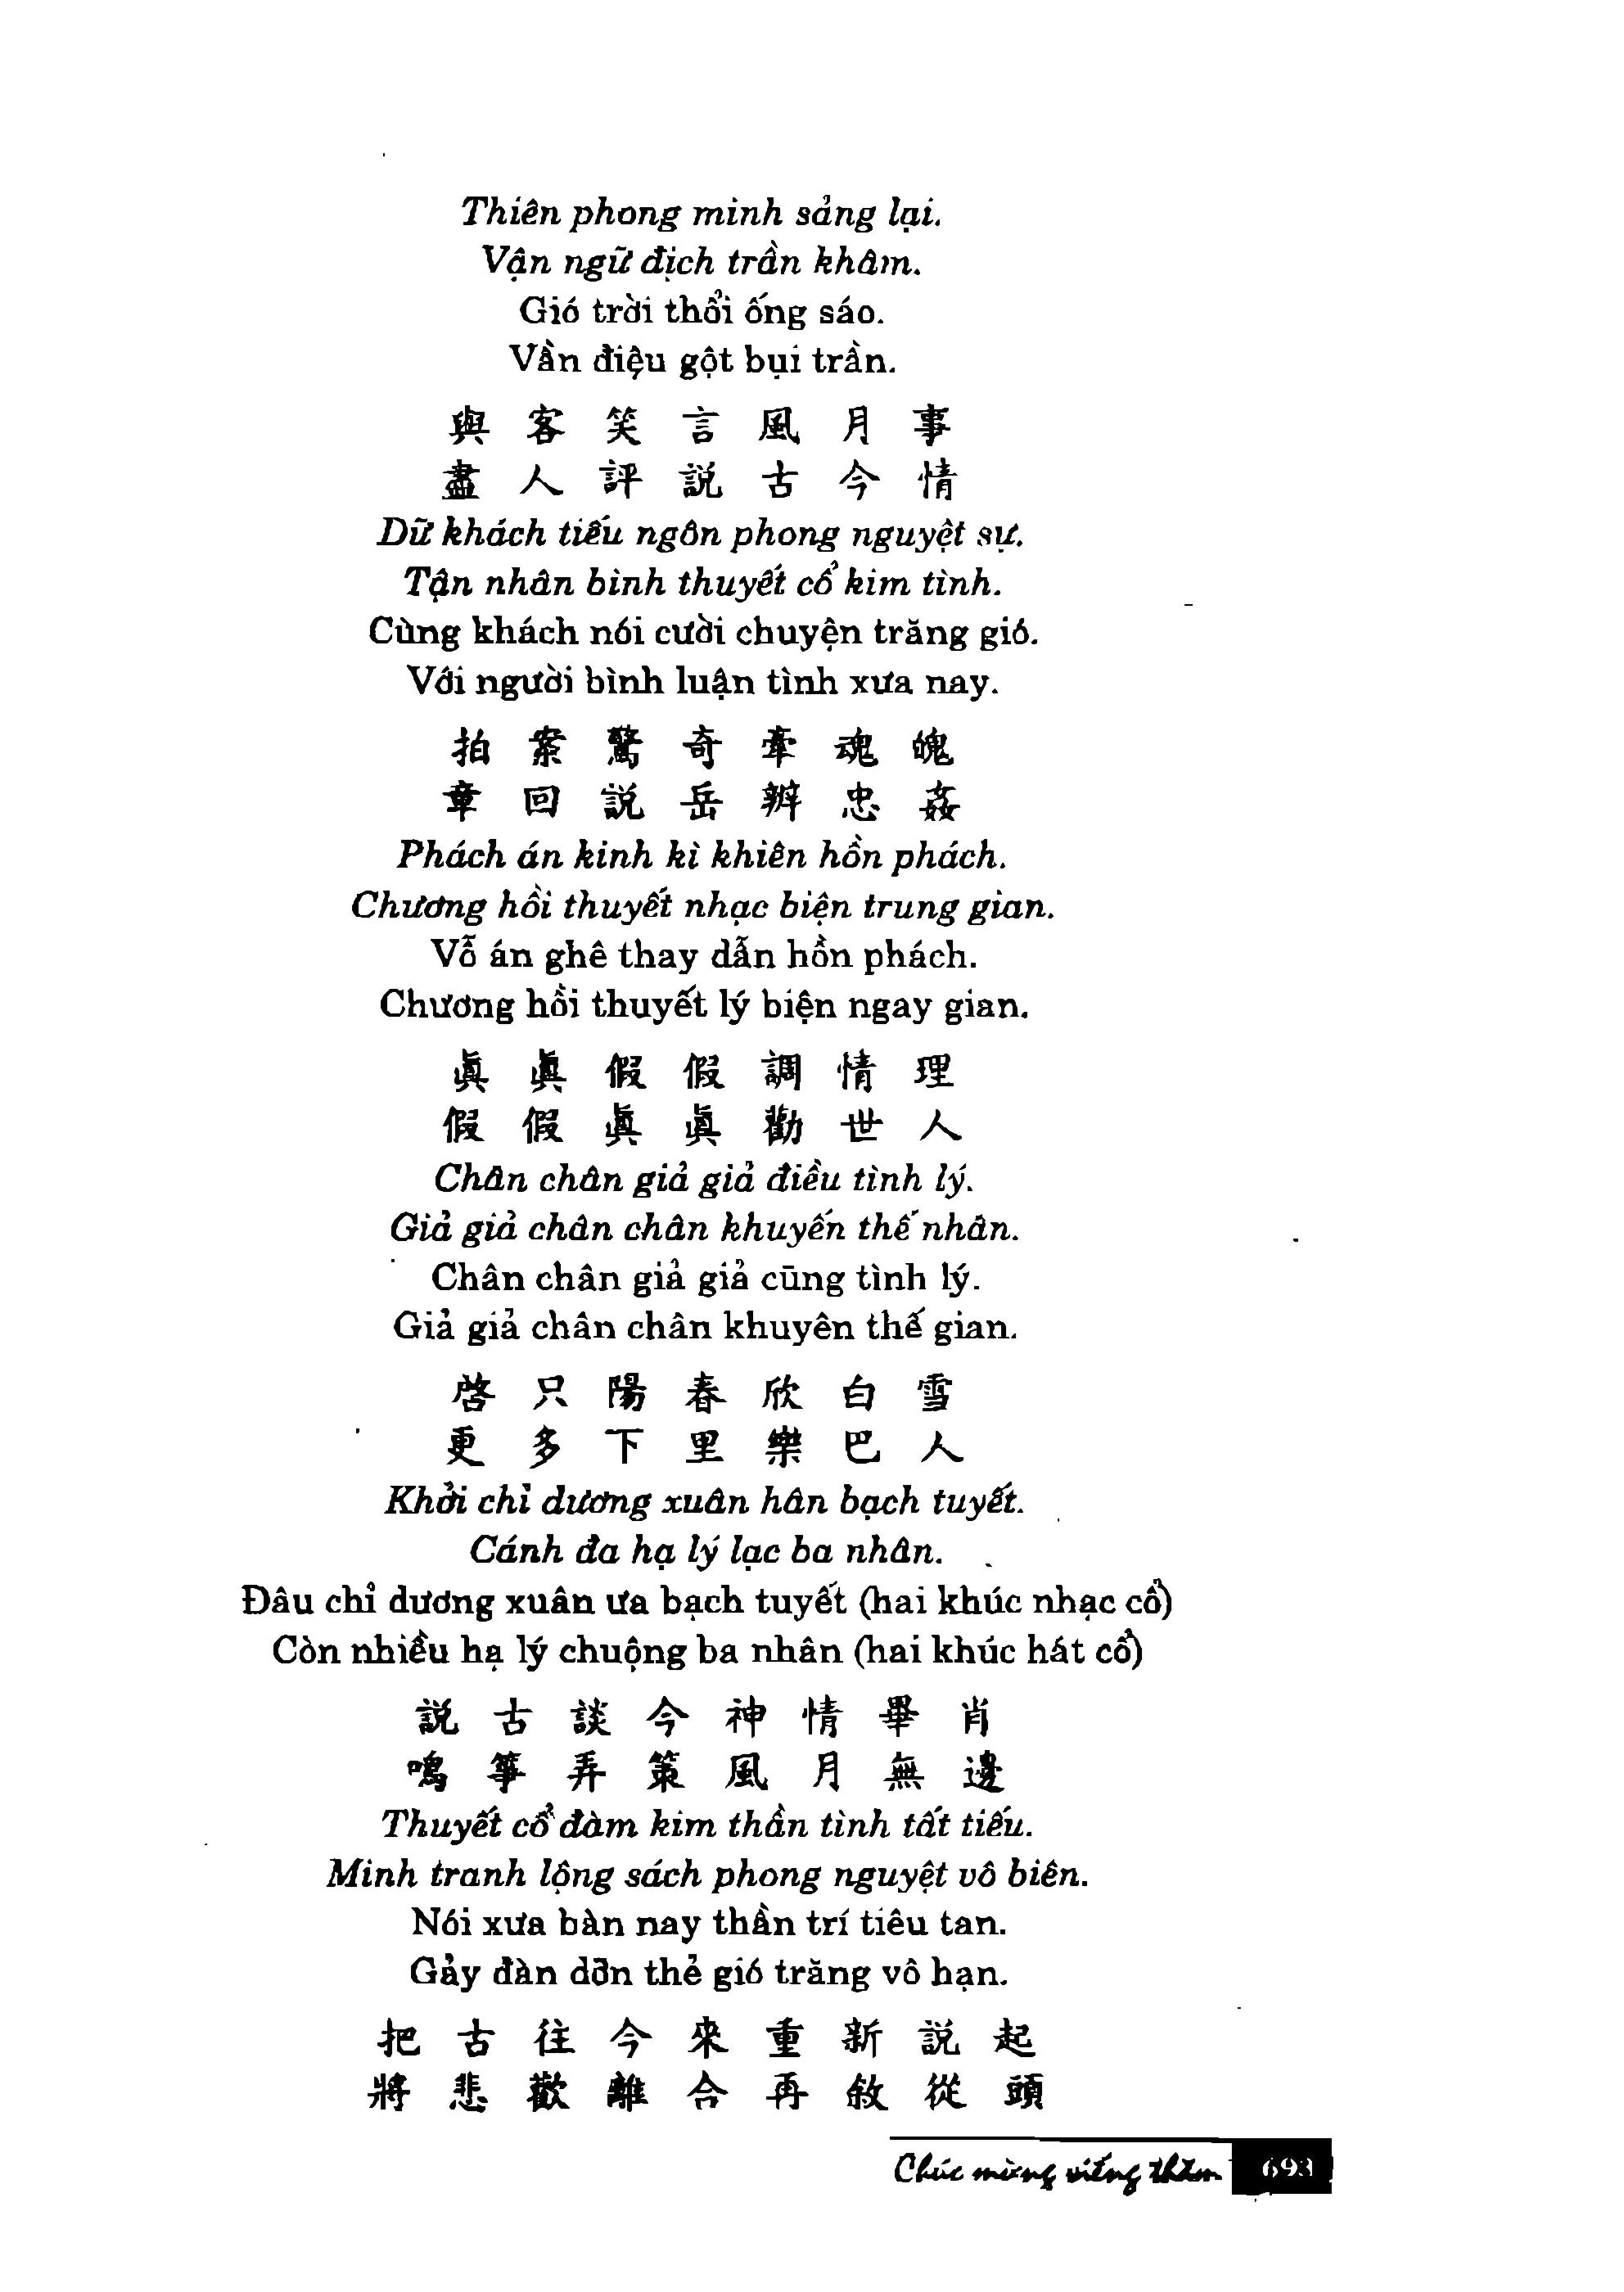 Thiên phong minh sảng lại.
Vận ngữ địch trần khâm.
Gió trời thổi ống sáo.
Vần điệu gột bụi trần.
與客笑言風月事
盡人評説古今情
Dữ khách tiếu ngôn phong nguyệt sự.
Tận nhân bình thuyết cổ kim tình.
Cùng khách nói cười chuyện trăng gió.
Với người bình luận tình xưa nay.
拍案驚奇牽魂魄
章回説岳辨忠姦
Phách án kinh kì khiên hồn phách.
Chương hồi thuyết nhạc biện trung gian.
Vỗ án ghê thay dẫn hồn phách.
Chương hồi thuyết lý biện ngay gian.
眞眞假假調情理
假假眞眞勸世人
Chân chân giả giả điều tình lý.
Giả giả chân chân khuyến thế nhân.
Chân chân giả giả cũng tình lý.
Giả giả chân chân khuyên thế gian.
啓只陽春欣白雪
更多下里樂巴人
Khởi chỉ dương xuân hân bạch tuyết.
Cánh đa hạ lý lạc ba nhân.
Đâu chỉ dương xuân ưa bạch tuyết (hai khúc nhạc cổ)
Còn nhiều hạ lý chuộng ba nhân (hai khúc hát cổ)
説古談今神情畢肖
鳴箏弄策風月無邊
Thuyết cổ đàm kim thần tình tất tiếu.
Minh tranh lộng sách phong nguyệt vô biên.
Nói xưa bàn nay thần trí tiêu tan.
Gảy đàn dỡn thẻ gió trăng vô hạn.
把古往今來重新説起
將悲歡離合再敘從頭
Chúc mừng viếng thăm 693